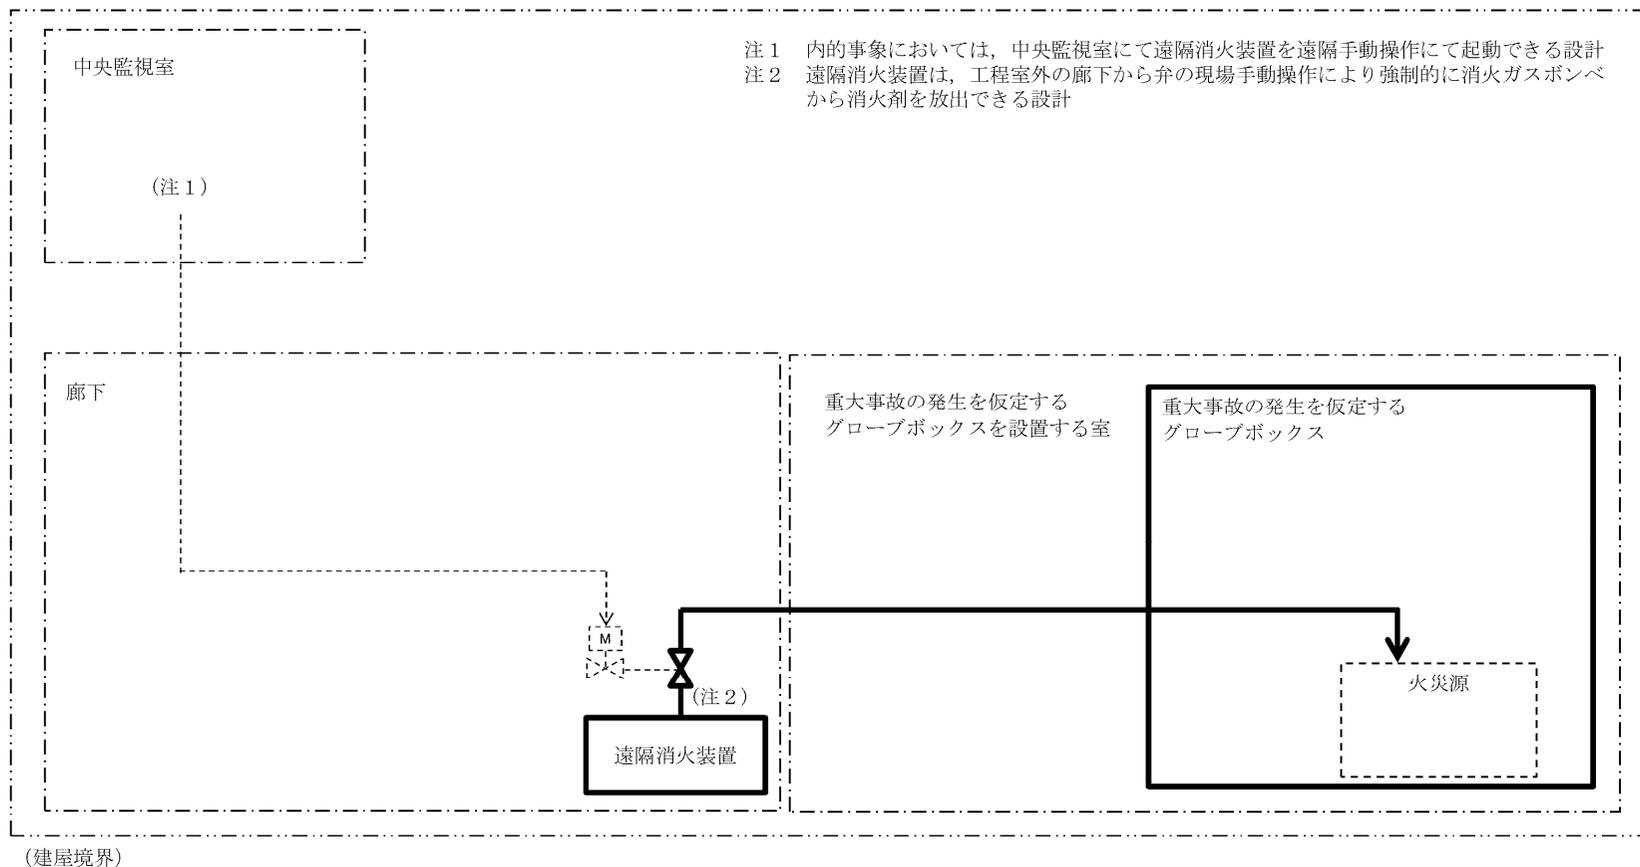 中央監視室
（注１）
注１　内的事象においては，中央監視室にて遠隔消火装置を遠隔手動操作にて起動できる設計
注２　遠隔消火装置は，工程室外の廊下から弁の現場手動操作により強制的に消火ガスボンベ
から消火剤を放出できる設計
廊下
重大事故の発生を仮定する
グローブボックスを設置する室
重大事故の発生を仮定する
グローブボックス
M
（注２）
火災源
遠隔消火装置
（建屋境界）